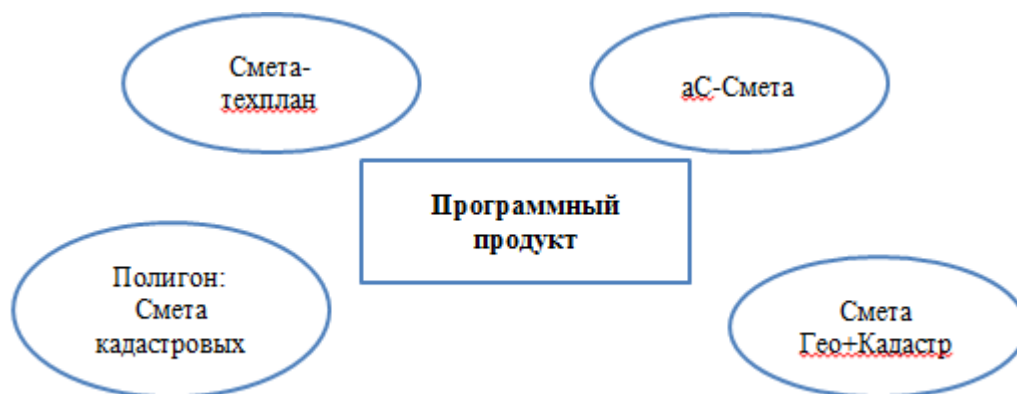 Смета-
техплан
аС-Смета
Программный
продукт
Полигон:
Смета
кадастровых
Смета
Гео+Кадастр